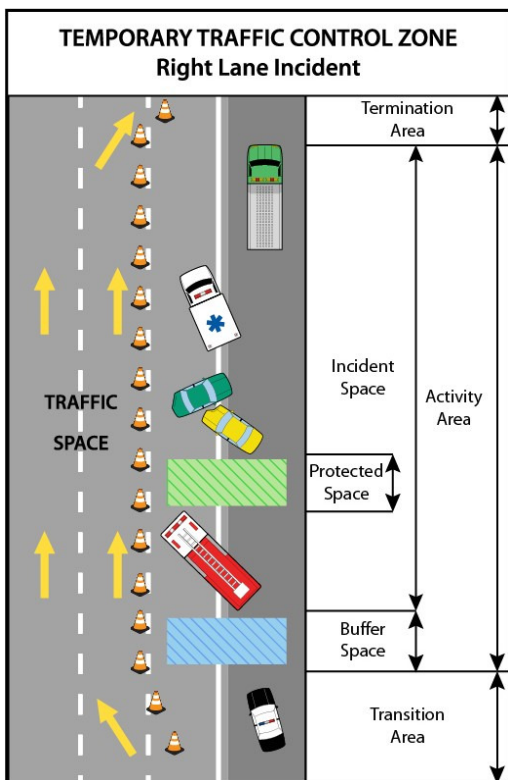 TEMPORARY TRAFFIC CONTROL ZONE
Right Lane Incident
Termination
Area
Incident
Space
Activity
Area
TRAFFIC
SPACE
Protected
Space
Buffer
Space
Transition
Area